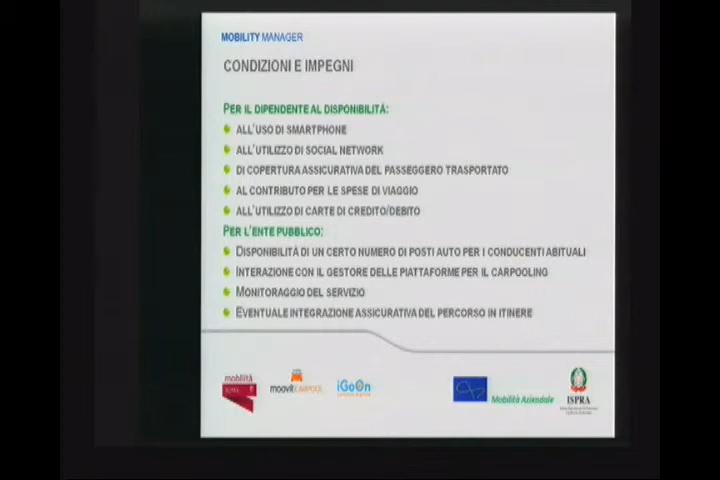 MOBILITY MANAGER
CONDIZIONI E IMPEGNI
PER IL DIPENDENTE AL DISPONIBILITÀ:
ALL'USO DI SMARTPHONE
ALL'UTILIZZO DI SOCIAL NETWORK
DI COPERTURA ASSICURATIVA DEL PASSEGGERO TRASPORTATO
AL CONTRIBUTO PER LE SPESE DI VIAGGIO
ALL'UTILIZZO DI CARTE DI CREDITO/DEBITO
PER L'ENTE PUBBLICO:
DISPONIBILITÀ DI UN CERTO NUMERO DI POSTI AUTO PER I CONDUCENTI ABITUALI
INTERAZIONE CON IL GESTORE DELLE PIATTAFORME PER IL CARPOOLING
MONITORAGGIO DEL SERVIZIO
EVENTUALE INTEGRAZIONE ASSICURATIVA DEL PERCORSO IN ITINERE
mobilità
moovit CARPOOL
iGoOn
Mobilità Aziendale
ISPRA